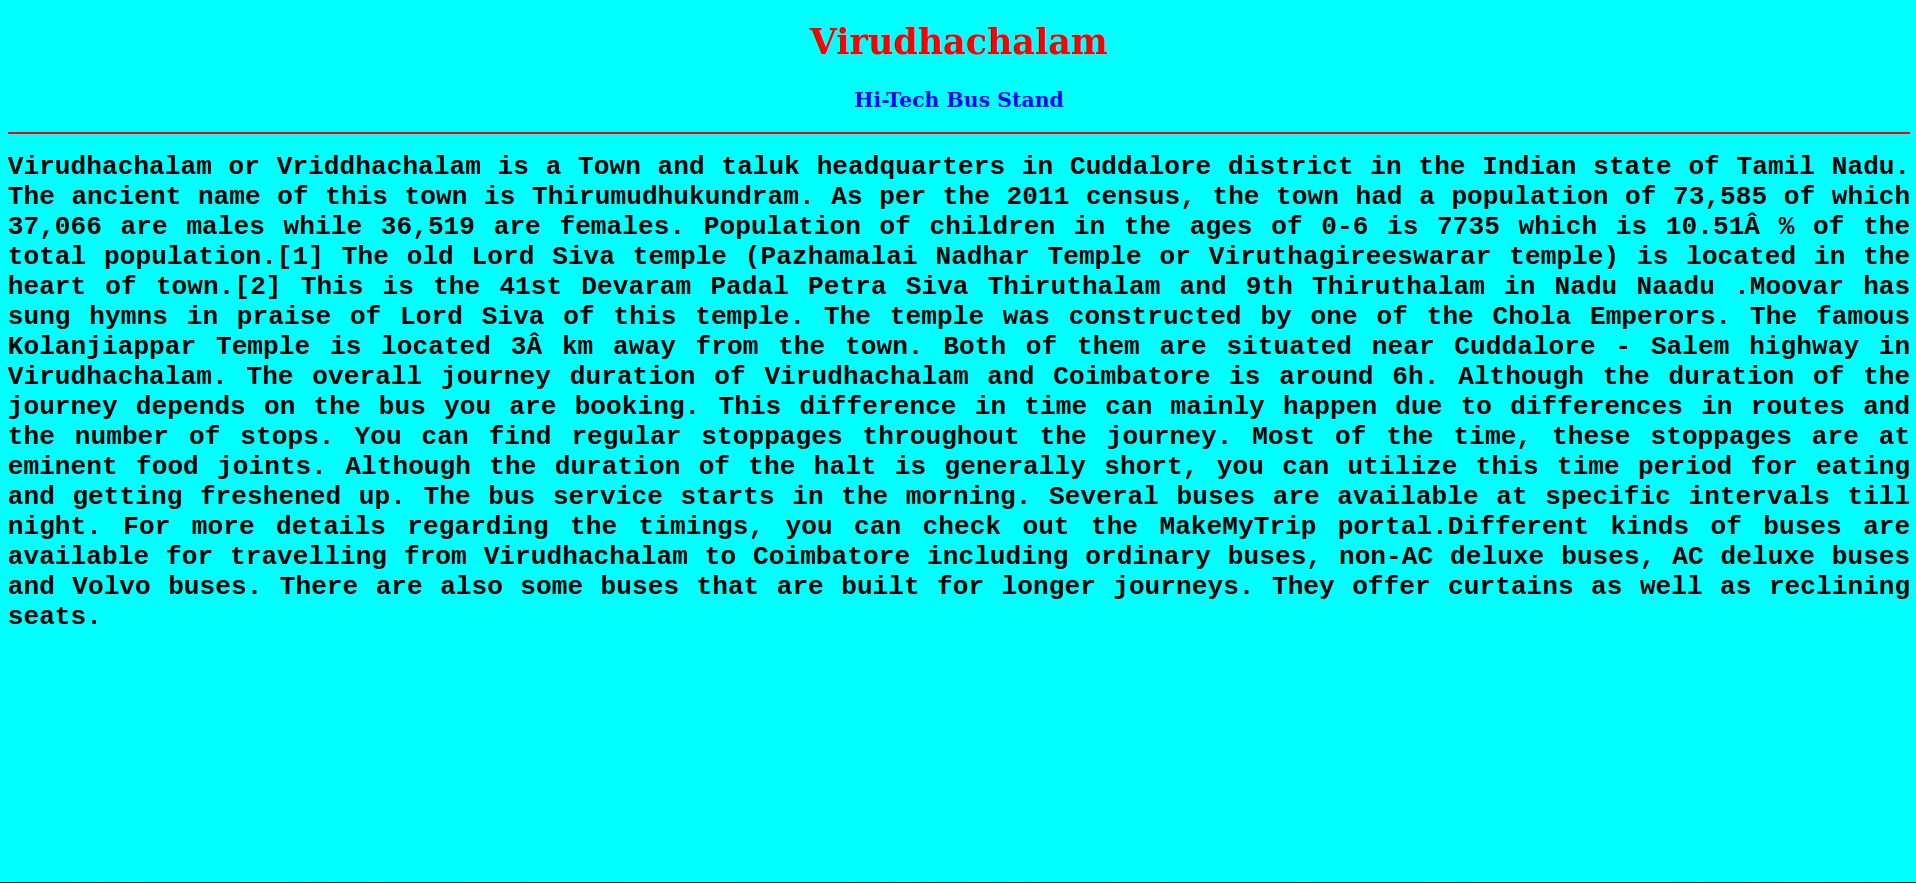 Virudhachalam
Hi-Tech Bus Stand
Virudhachalam or Vriddhachalam is a Town and taluk headquarters in Cuddalore district in the Indian state of Tamil Nadu.
The ancient name of this town is Thirumudhukundram. As per the 2011 census, the town had a population of 73,585 of which
37,066 are males while 36,519 are females. Population of children in the ages of 0-6 is 7735 which is 10.51Â % of the
total population.[1] The old Lord Siva temple (Pazhamalai Nadhar Temple or Viruthagireeswarar temple) is located in the
heart of town.[2] This is the 41st Devaram Padal Petra Siva Thiruthalam and 9th Thiruthalam in Nadu Naadu .Moovar has
sung hymns in praise of Lord Siva of this temple. The temple was constructed by one of the Chola Emperors. The famous
Kolanjiappar Temple is located 3Â km away from the town. Both of them are situated near Cuddalore - Salem highway in
Virudhachalam. The overall journey duration of Virudhachalam and Coimbatore is around 6h. Although the duration of the
journey depends on the bus you are booking. This difference in time can mainly happen due to differences in routes and
the number of stops. You can find regular stoppages throughout the journey. Most of the time, these stoppages are at
eminent food joints. Although the duration of the halt is generally short, you can utilize this time period for eating
and getting freshened up. The bus service starts in the morning. Several buses are available at specific intervals till
night. For more details regarding the timings, you can check out the MakeMyTrip portal.Different kinds of buses are
available for travelling from Virudhachalam to Coimbatore including ordinary buses, non-AC deluxe buses, AC deluxe buses
and Volvo buses. There are also some buses that are built for longer journeys. They offer curtains as well as reclining
seats.